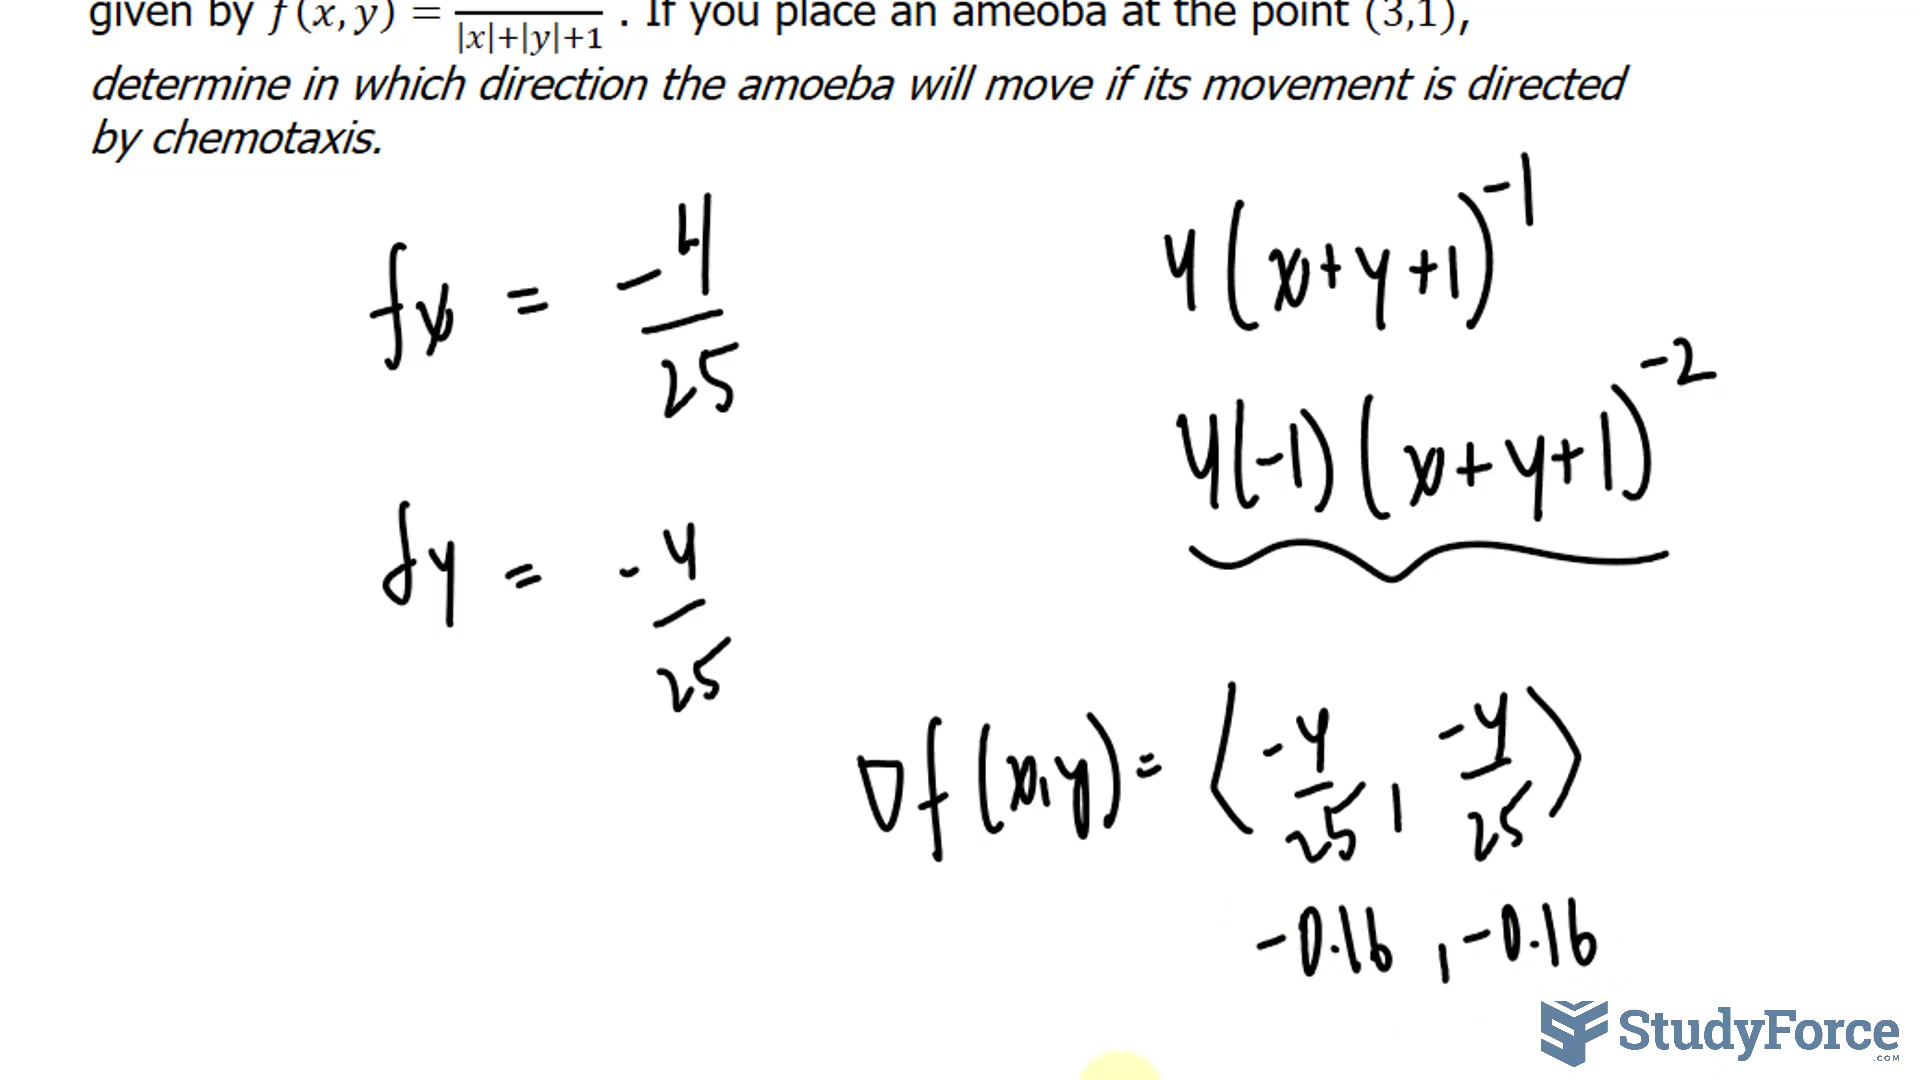 given by f(x, y) = ‾|x|+|y|+1 . If you place an ameoba at the point (3,1),
determine in which direction the amoeba will move if its movement is directed
by chemotaxis.
fx = -4/25
4(x+y+1)^-1
4(-1)(x+y+1)^-2
fy = -4/25
∇f(x,y) = ⟨-4/25, -4/25⟩
-0.16, -0.16
StudyForce
.COM